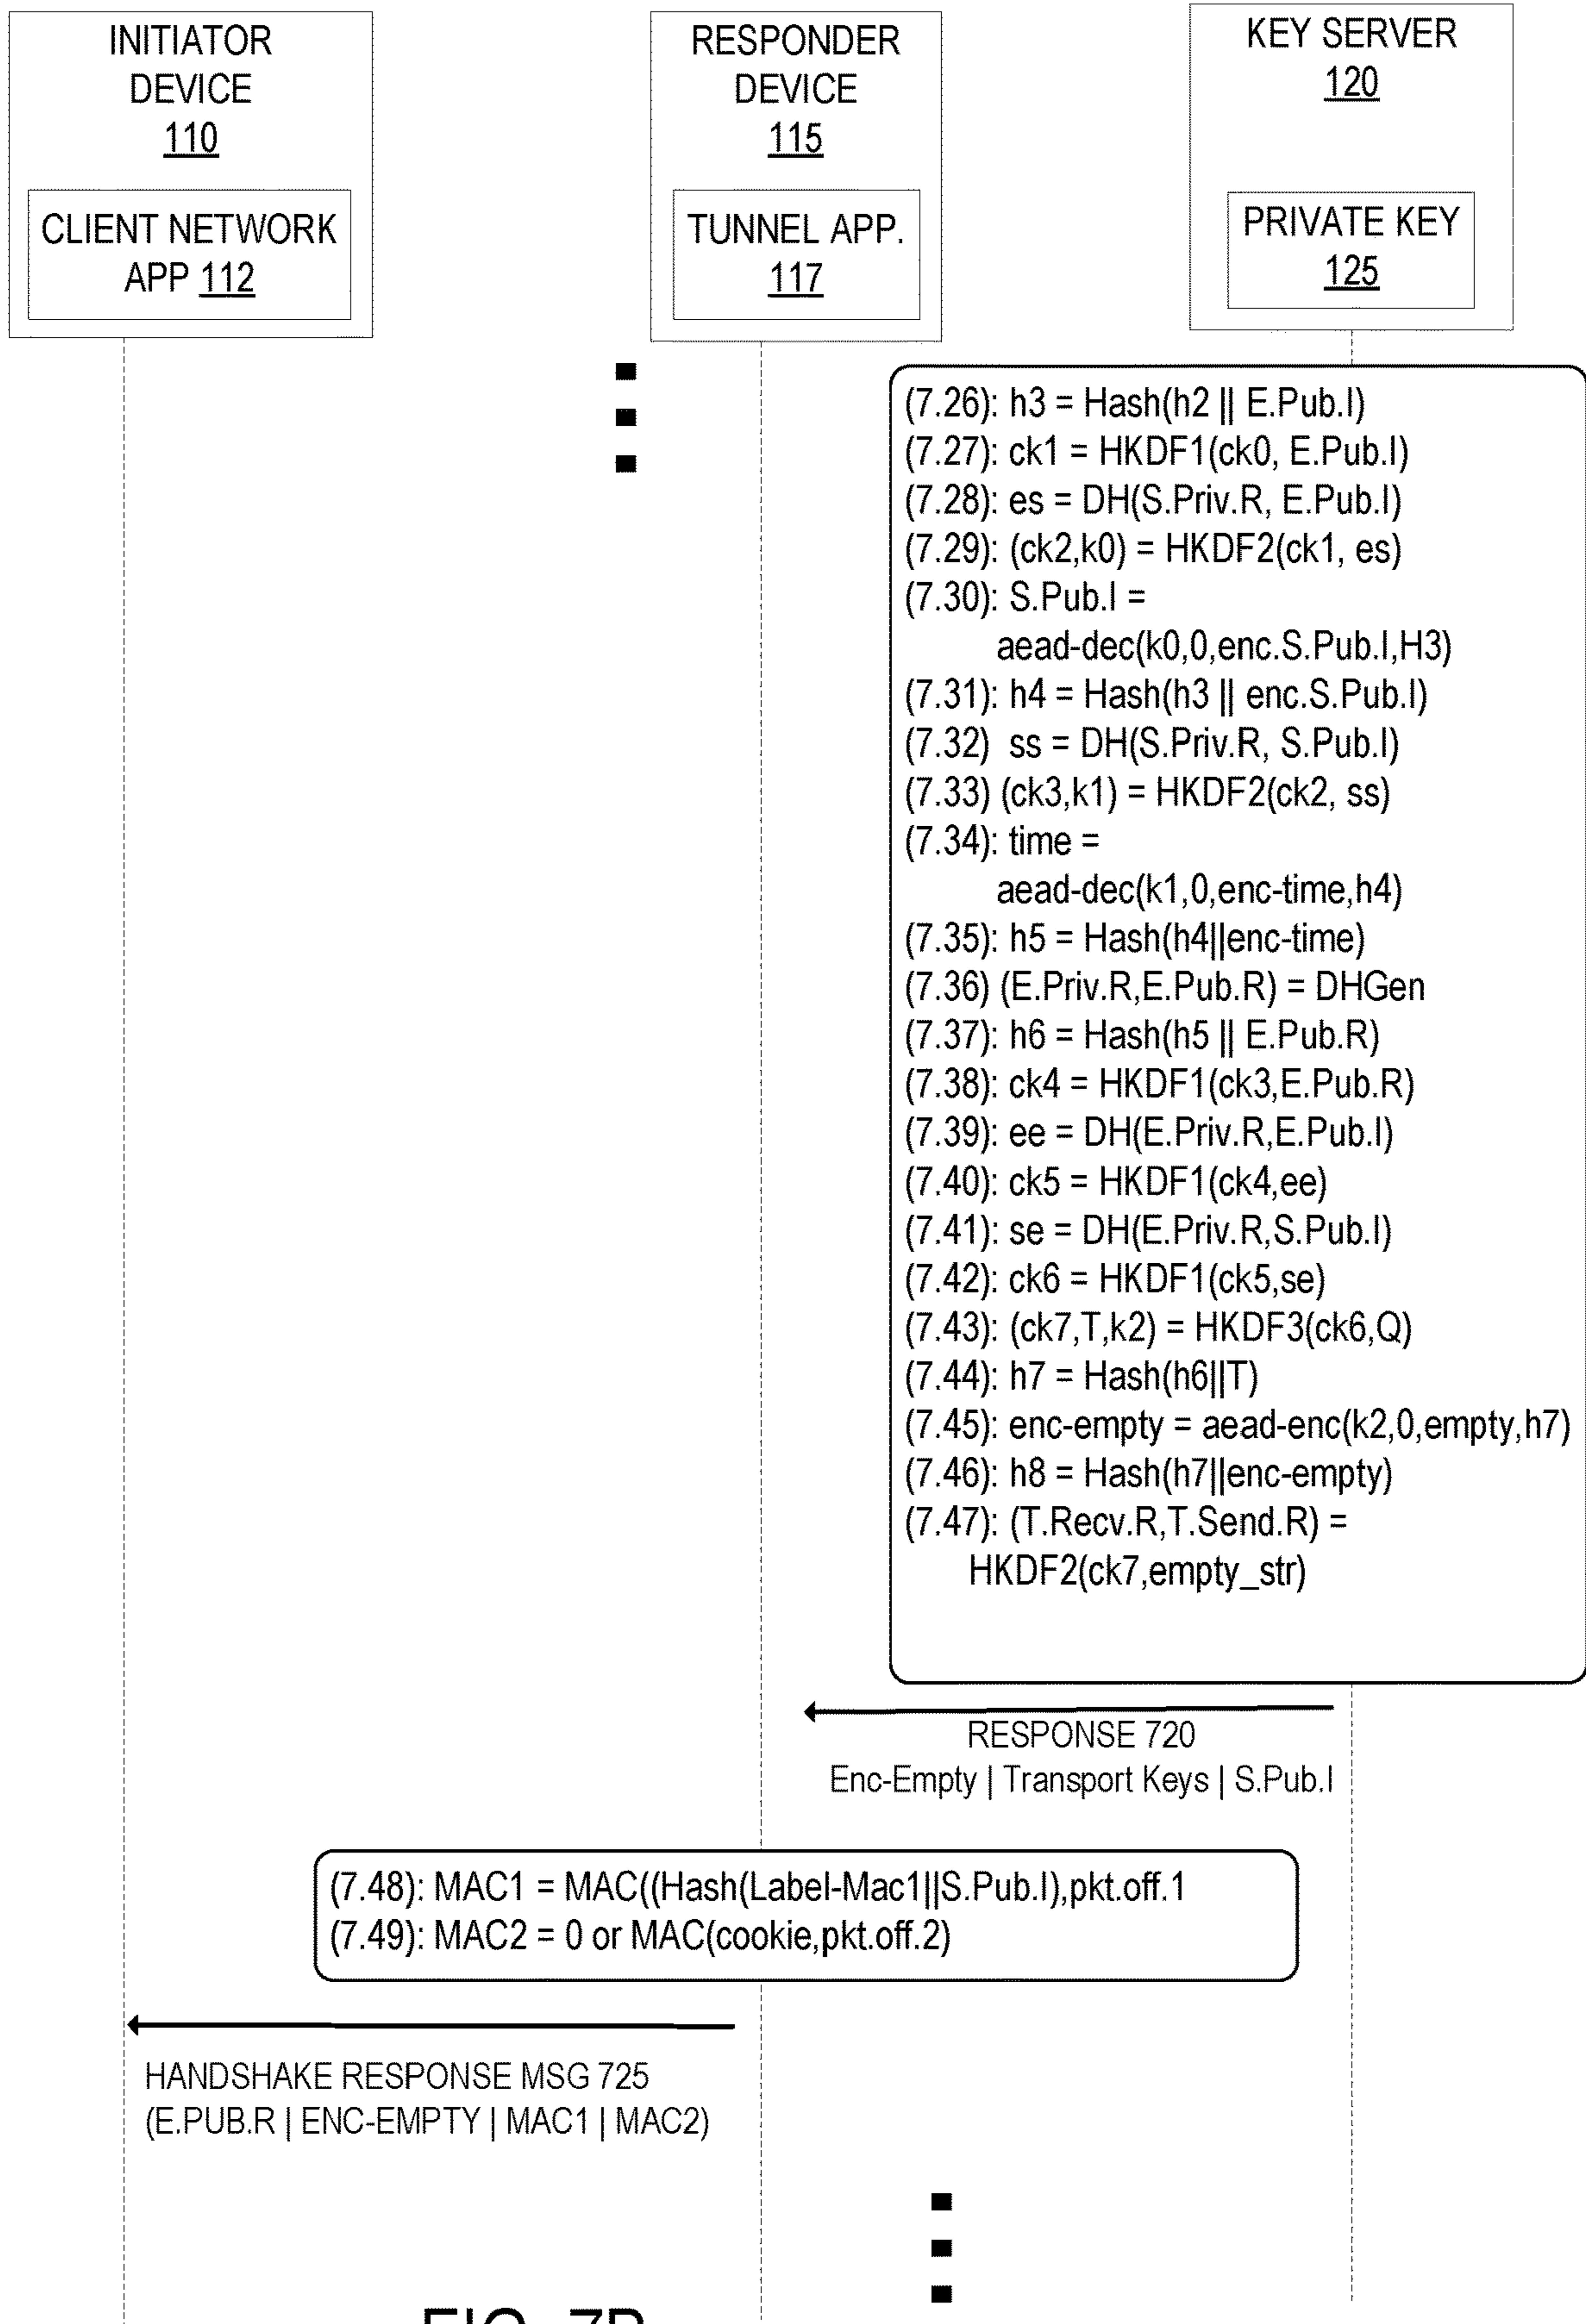 INITIATOR
DEVICE
110
CLIENT NETWORK
APP 112
RESPONDER
DEVICE
115
TUNNEL APP.
117
KEY SERVER
120
PRIVATE KEY
125
(7.26): h3 = Hash(h2 || E.Pub.I)
(7.27): ck1 = HKDF1(ck0, E.Pub.I)
(7.28): es = DH(S.Priv.R, E.Pub.I)
(7.29): (ck2,k0) = HKDF2(ck1, es)
(7.30): S.Pub.I =
aead-dec(k0,0,enc.S.Pub.I,H3)
(7.31): h4 = Hash(h3 || enc.S.Pub.I)
(7.32) ss = DH(S.Priv.R, S.Pub.I)
(7.33) (ck3,k1) = HKDF2(ck2, ss)
(7.34): time =
aead-dec(k1,0,enc-time,h4)
(7.35): h5 = Hash(h4||enc-time)
(7.36) (E.Priv.R,E.Pub.R) = DHGen
(7.37): h6 = Hash(h5 || E.Pub.R)
(7.38): ck4 = HKDF1(ck3,E.Pub.R)
(7.39): ee = DH(E.Priv.R,E.Pub.I)
(7.40): ck5 = HKDF1(ck4,ee)
(7.41): se = DH(E.Priv.R,S.Pub.I)
(7.42): ck6 = HKDF1(ck5,se)
(7.43): (ck7,T,k2) = HKDF3(ck6,Q)
(7.44): h7 = Hash(h6||T)
(7.45): enc-empty = aead-enc(k2,0,empty,h7)
(7.46): h8 = Hash(h7||enc-empty)
(7.47): (T.Recv.R,T.Send.R) =
HKDF2(ck7,empty_str)
RESPONSE 720
Enc-Empty | Transport Keys | S.Pub.I
(7.48): MAC1 = MAC((Hash(Label-Mac1||S.Pub.I),pkt.off.1
(7.49): MAC2 = 0 or MAC(cookie,pkt.off.2)
HANDSHAKE RESPONSE MSG 725
(E.PUB.R | ENC-EMPTY | MAC1 | MAC2)
FIG. 7B